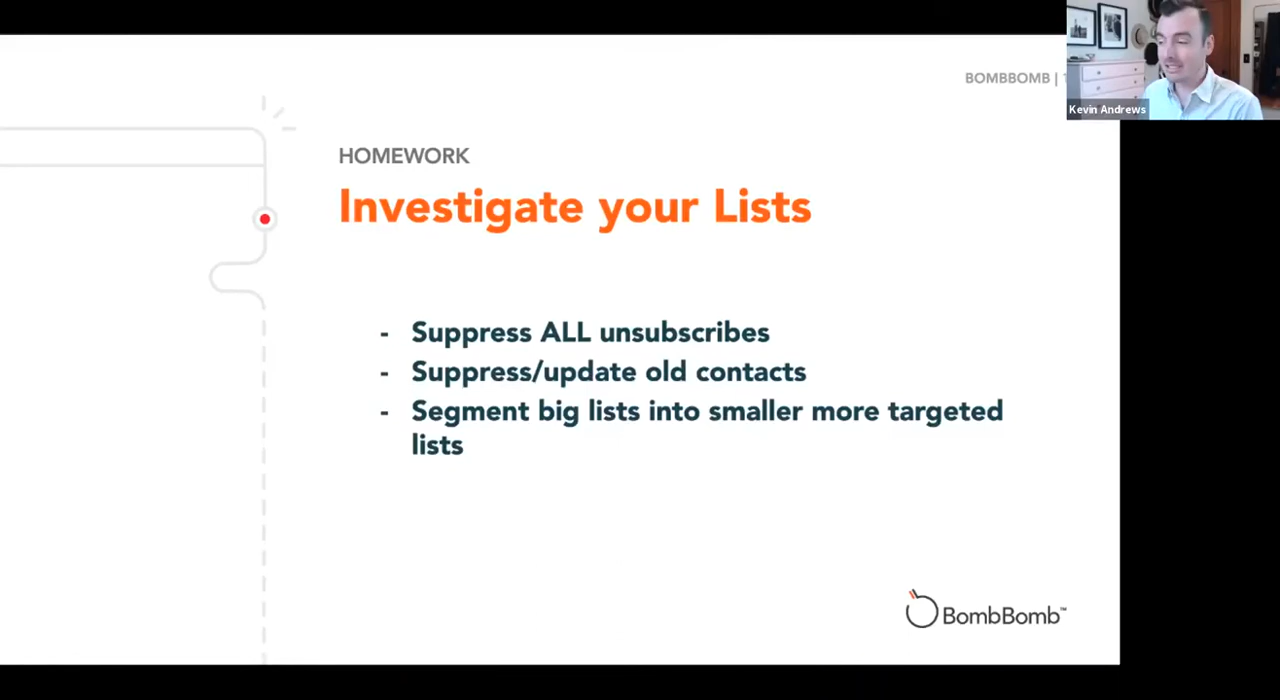 BOMBBOMB |
Kevin Andrews
HOMEWORK
Investigate your Lists
- Suppress ALL unsubscribes
- Suppress/update old contacts
- Segment big lists into smaller more targeted
lists
BombBomb™